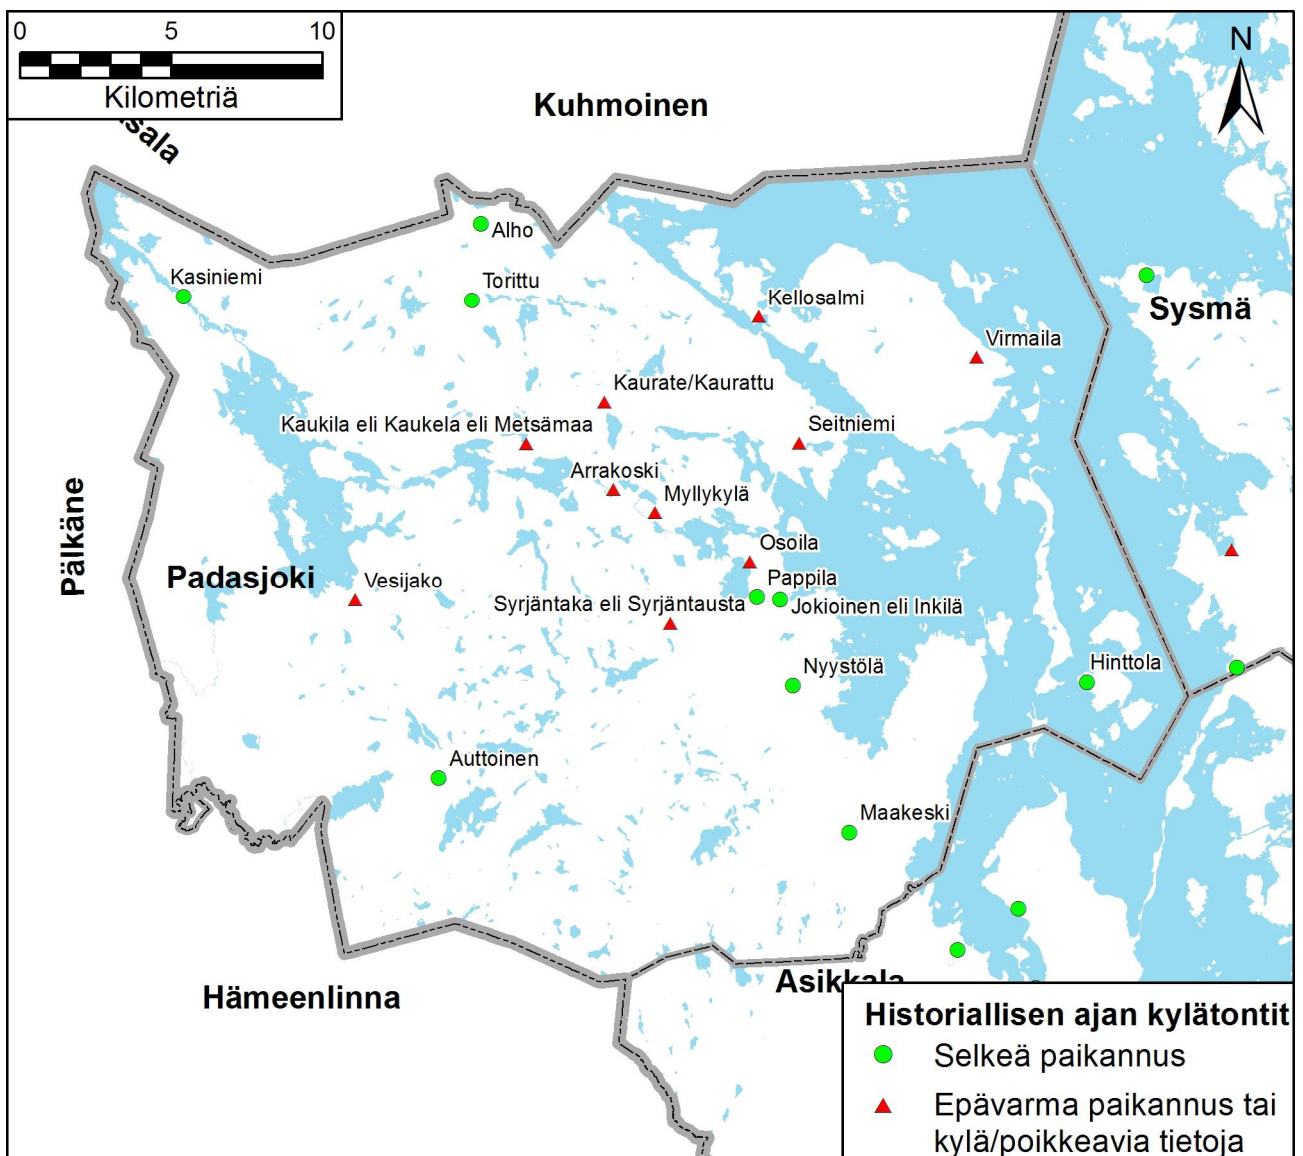 0 5 10
Kilometriä
N
Kuhmoinen
Alho
Kasiniemi
Torittu
Kellosalmi
Sysmä
Virmaila
Kaurate/Kaurattu
Kaukila eli Kaukela eli Metsämaa
Seitniemi
Arrakoski
Myllykylä
Pälkäne
Osoila
Padasjoki
Vesijako
Pappila
Syrjäntaka eli Syrjäntausta
Jokioinen eli Inkilä
Nyystölä
Hinttola
Auttoinen
Maakeski
Hämeenlinna
Asikkala
Historiallisen ajan kylätontit
Selkeä paikannus
Epävarma paikannus tai
kylä/poikkeavia tietoja